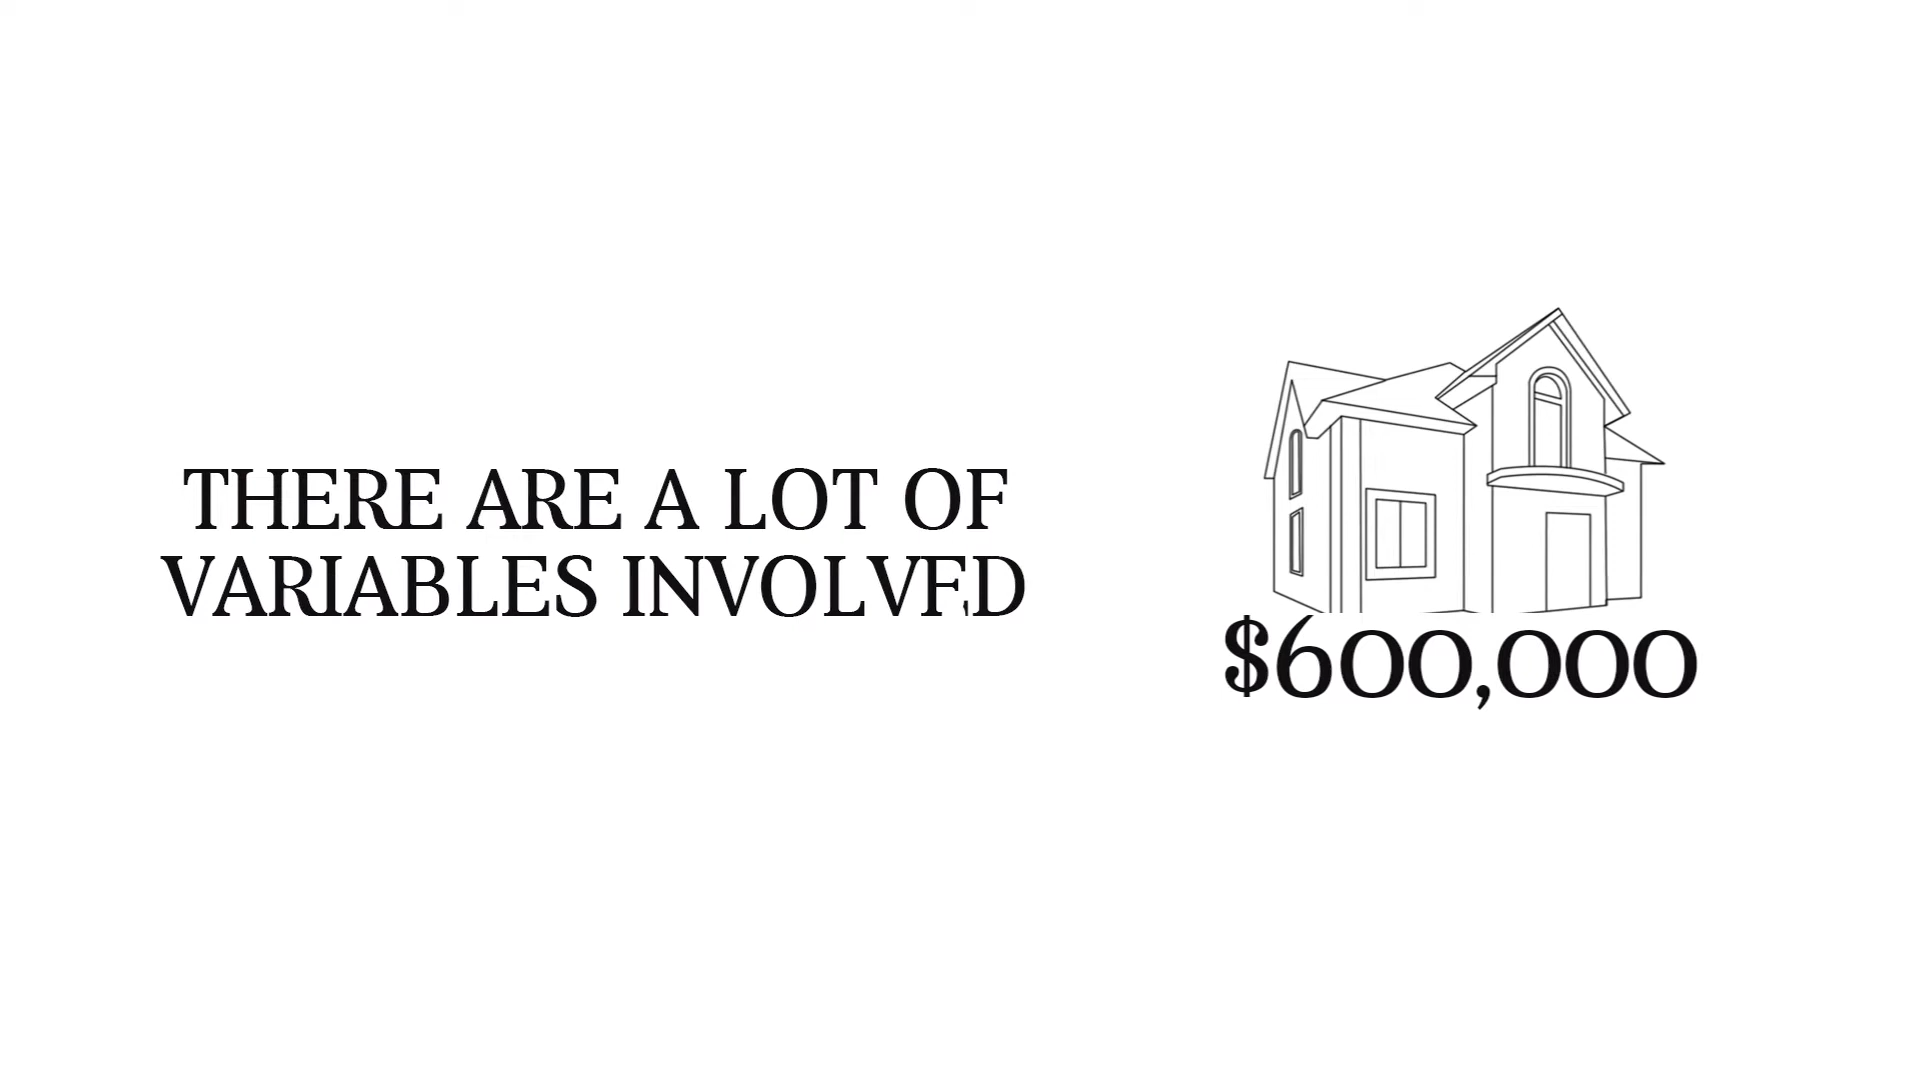 THERE ARE A LOT OF
VARIABLES INVOLVED
$600,000